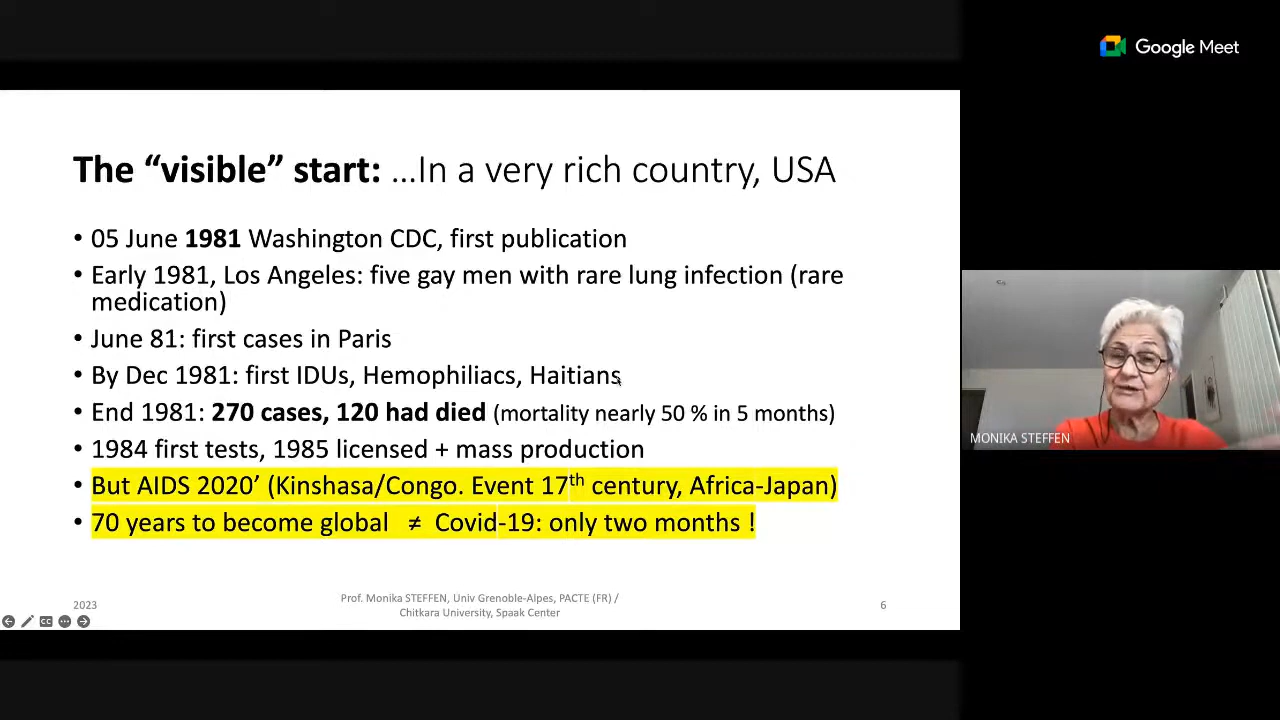 Google Meet
The “visible” start: ...In a very rich country, USA
• 05 June 1981 Washington CDC, first publication
• Early 1981, Los Angeles: five gay men with rare lung infection (rare
medication)
• June 81: first cases in Paris
• By Dec 1981: first IDUs, Hemophiliacs, Haitians
• End 1981: 270 cases, 120 had died (mortality nearly 50 % in 5 months)
• 1984 first tests, 1985 licensed + mass production
• But AIDS 2020’ (Kinshasa/Congo. Event 17th century, Africa-Japan)
• 70 years to become global ≠ Covid-19: only two months !
MONIKA STEFFEN
2023
Prof. Monika STEFFEN, Univ Grenoble-Alpes, PACTE (FR) /
Chitkara University, Spaak Center
6
CC